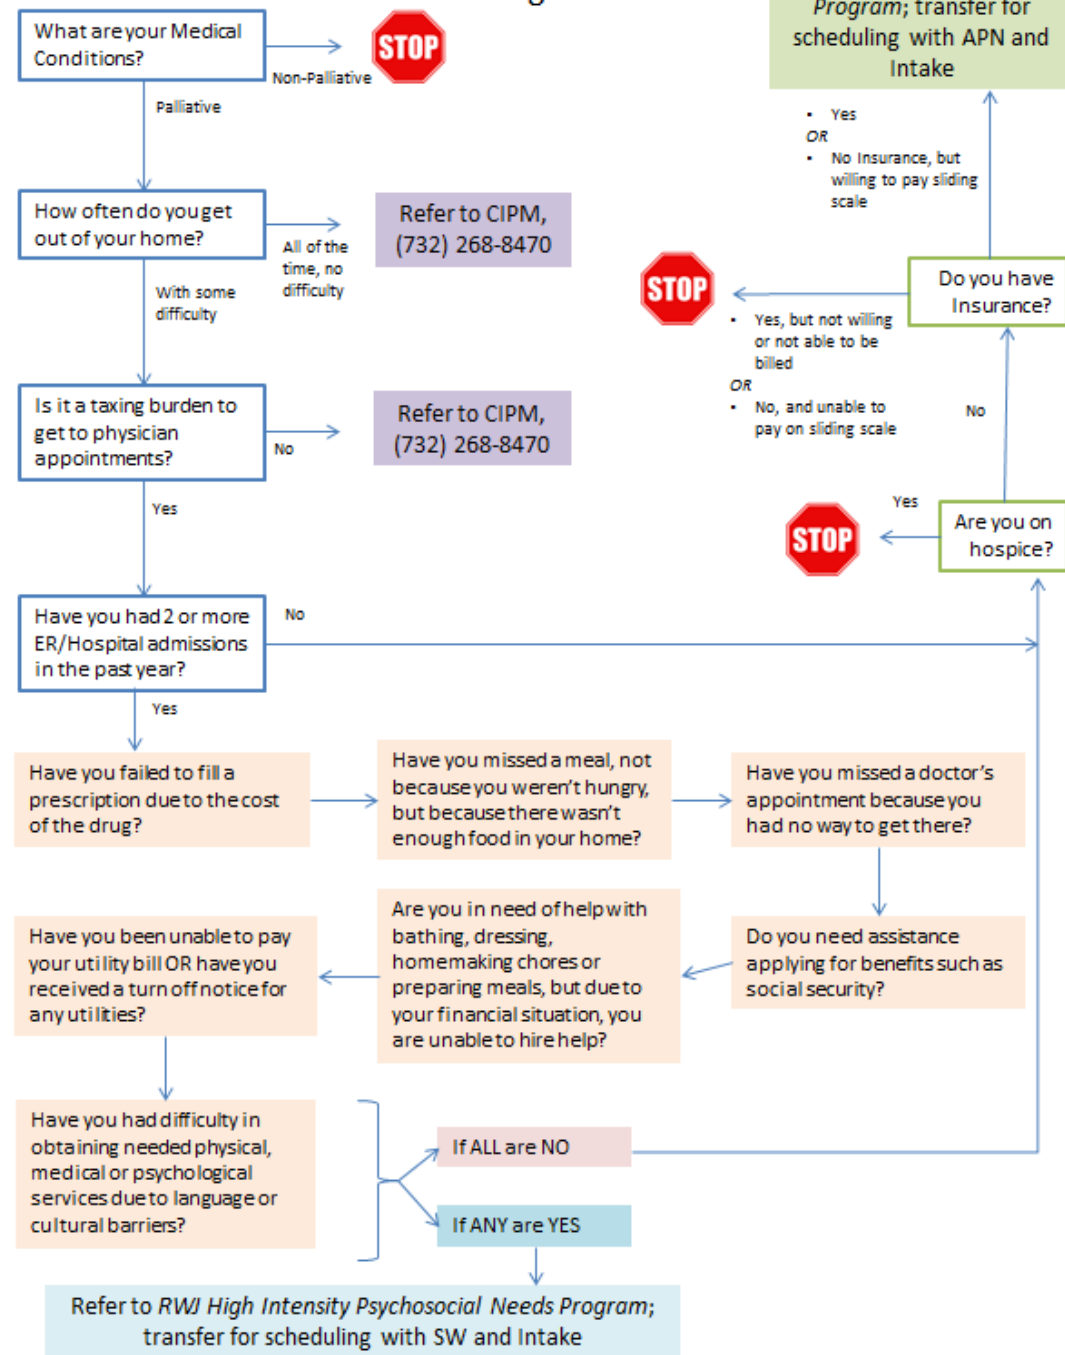 Program; transfer for
scheduling with APN and
Intake
What are your Medical
Conditions?
STOP
Non-Palliative
Palliative
▪ Yes
OR
▪ No Insurance, but
willing to pay sliding
scale
How often do you get
out of your home?
Refer to CIPM,
(732) 268-8470
All of the
time, no
difficulty
With some
difficulty
Do you have
Insurance?
STOP
▪ Yes, but not willing
or not able to be
billed
OR
▪ No, and unable to
pay on sliding scale
No
Is it a taxing burden to
get to physician
appointments?
Refer to CIPM,
(732) 268-8470
No
Yes
Yes
Are you on
hospice?
STOP
Have you had 2 or more
ER/Hospital admissions
in the past year?
No
Yes
Have you failed to fill a
prescription due to the cost
of the drug?
Have you missed a meal, not
because you weren't hungry,
but because there wasn't
enough food in your home?
Have you missed a doctor's
appointment because you
had no way to get there?
Do you need assistance
applying for benefits such as
social security?
Are you in need of help with
bathing, dressing,
homemaking chores or
preparing meals, but due to
your financial situation, you
are unable to hire help?
Have you been unable to pay
your utility bill OR have you
received a turn off notice for
any utilities?
Have you had difficulty in
obtaining needed physical,
medical or psychological
services due to language or
cultural barriers?
If ALL are NO
If ANY are YES
Refer to RWJ High Intensity Psychosocial Needs Program;
transfer for scheduling with SW and Intake